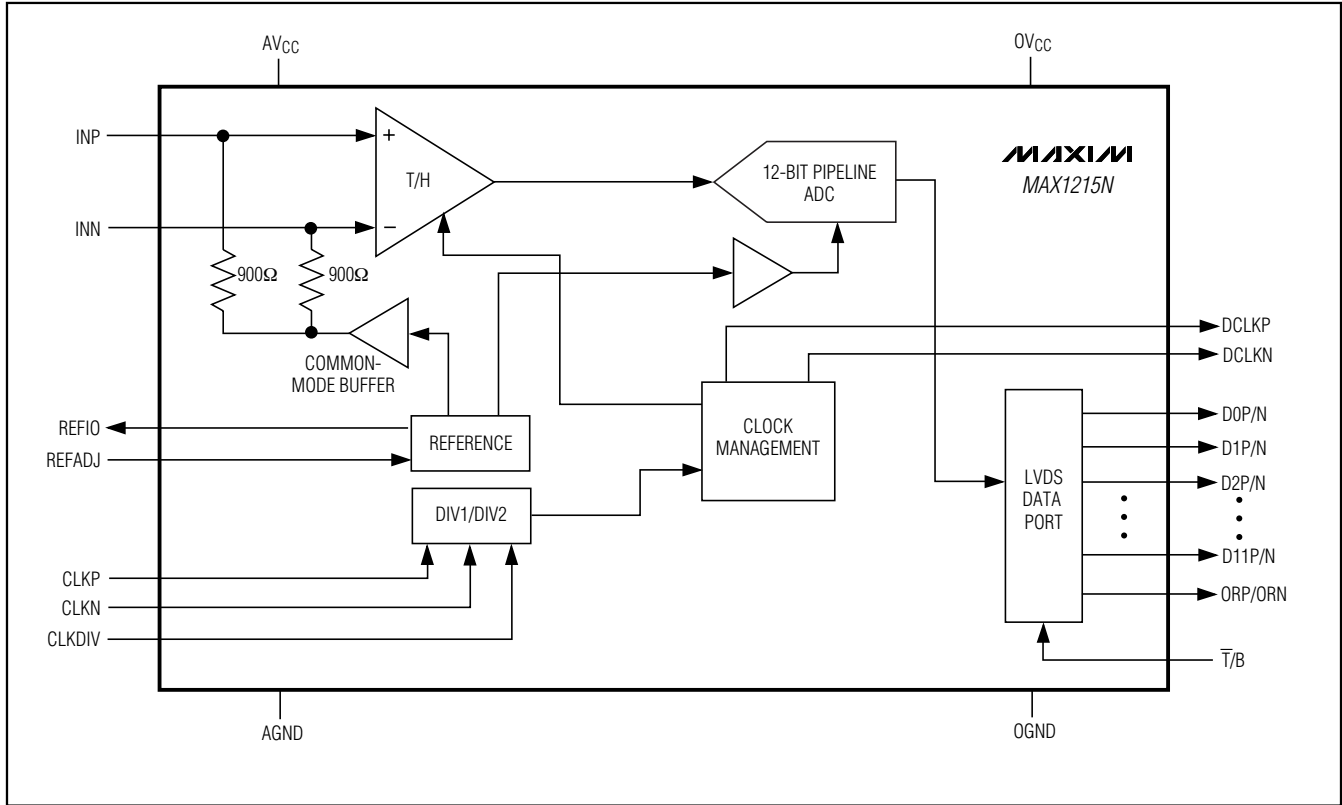 AVCC
OVCC
INP
+
T/H
12-BIT PIPELINE
ADC
MAXIM
MAX1215N
INN
−
900Ω
900Ω
COMMON-
MODE BUFFER
DCLKP
DCLKN
REFIO
REFADJ
REFERENCE
CLOCK
MANAGEMENT
D0P/N
D1P/N
D2P/N
D11P/N
ORP/ORN
LVDS
DATA
PORT
DIV1/DIV2
CLKP
CLKN
CLKDIV
T̅/B
AGND
OGND